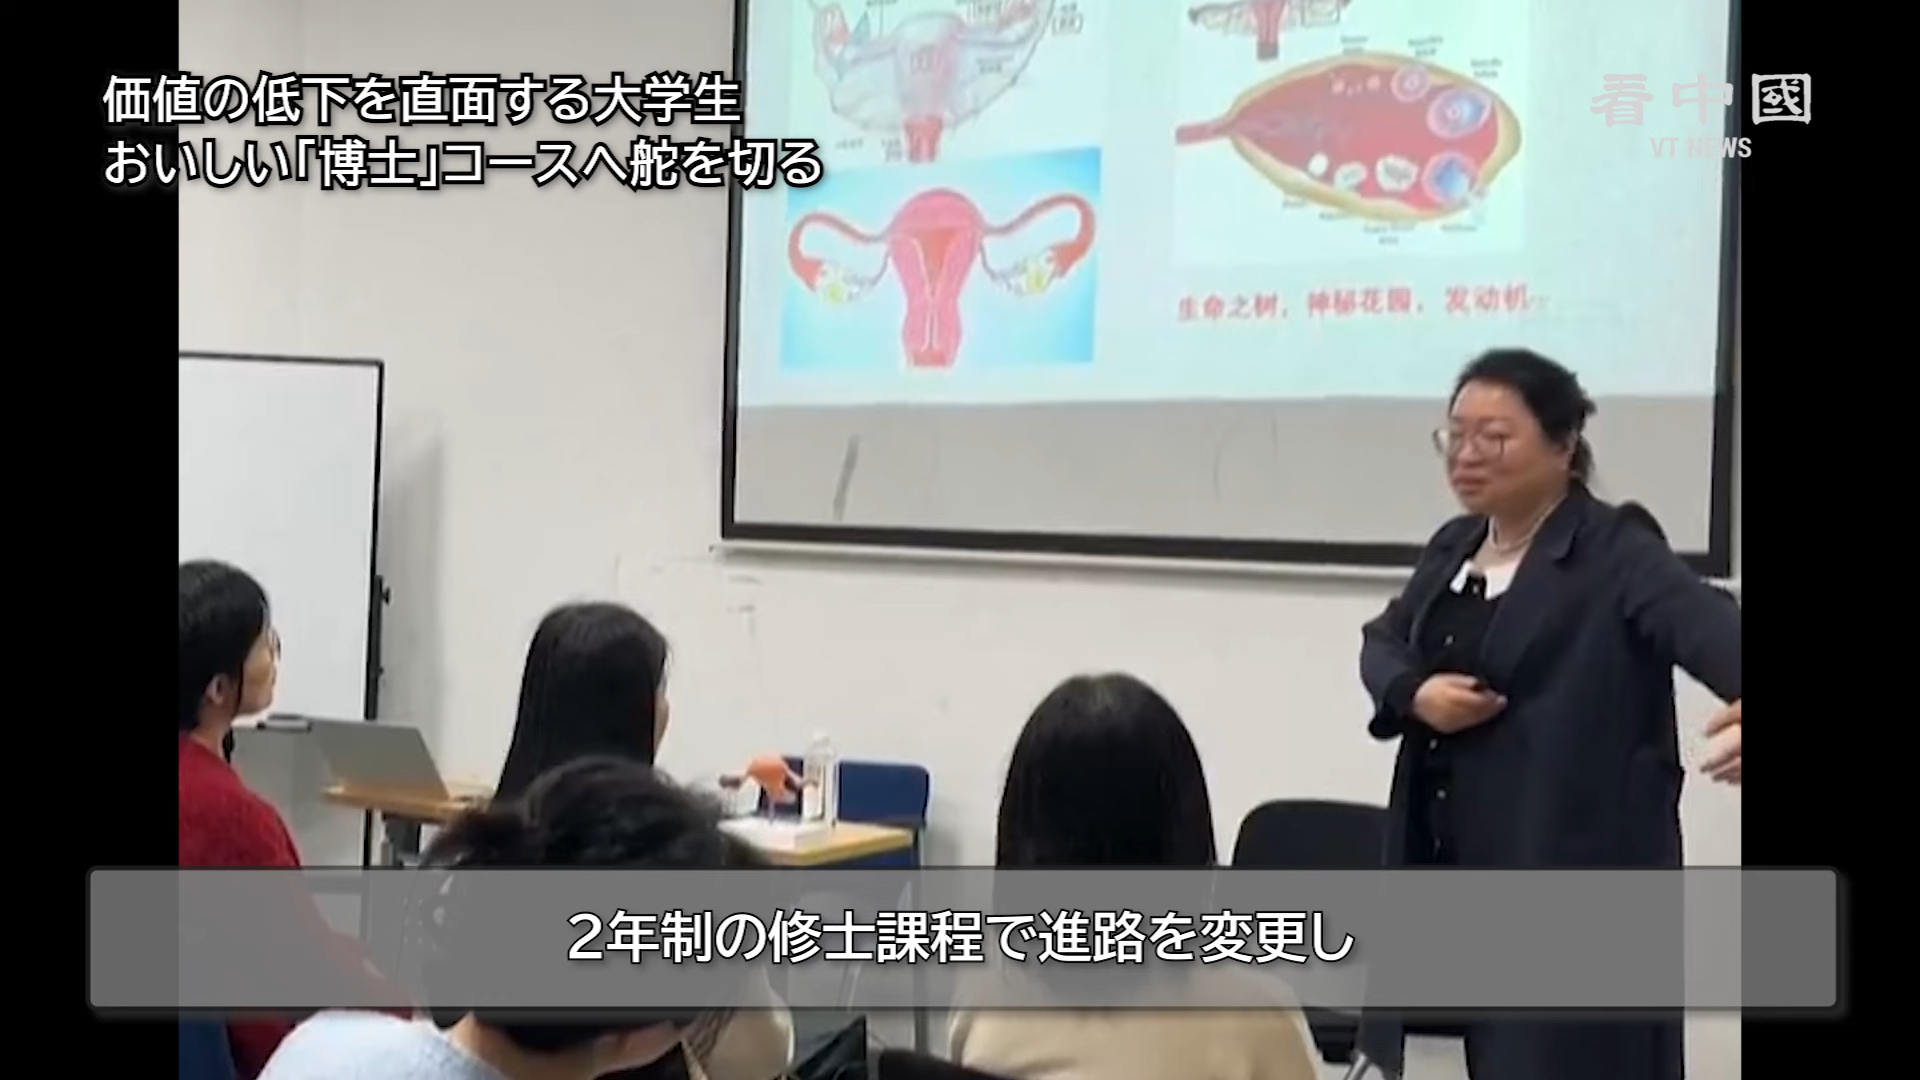 価値の低下を直面する大学生
おいしい「博士」コースへ舵を切る
看中國
VT NEWS
生命之树，神秘花园，发动机
2年制の修士課程で進路を変更し